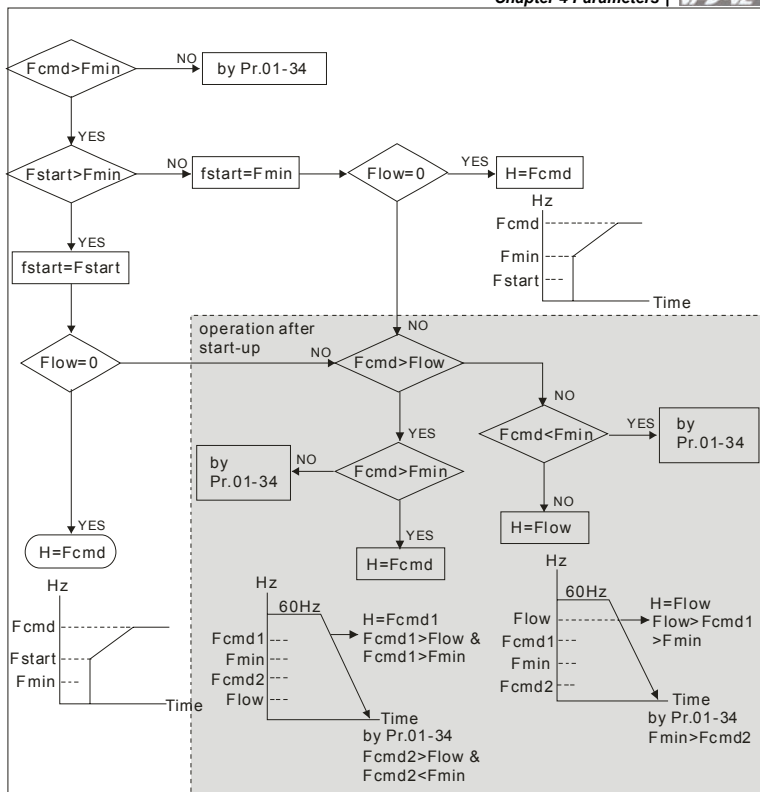 Chapter 4 Parameters |
Fcmd>Fmin
NO
by Pr.01-34
YES
Fstart>Fmin
NO
fstart=Fmin
Flow=0
YES
H=Fcmd
Hz
Fcmd
Fmin
Fstart
Time
YES
fstart=Fstart
NO
operation after
start-up
Flow=0
NO
Fcmd>Flow
NO
YES
Fcmd<Fmin
YES
by
Pr.01-34
by
Pr.01-34
NO
Fcmd>Fmin
NO
H=Flow
YES
H=Fcmd
YES
H=Fcmd
Hz
Fcmd
Fstart
Fmin
Time
Hz
60Hz
H=Fcmd1
Fcmd1>Flow &
Fcmd1>Fmin
Fcmd1
Fmin
Fcmd2
Flow
Time
by Pr.01-34
Fcmd2>Flow &
Fcmd2<Fmin
Hz
60Hz
H=Flow
Flow>Fcmd1
>Fmin
Flow
Fcmd1
Fmin
Fcmd2
Time
by Pr.01-34
Fmin>Fcmd2